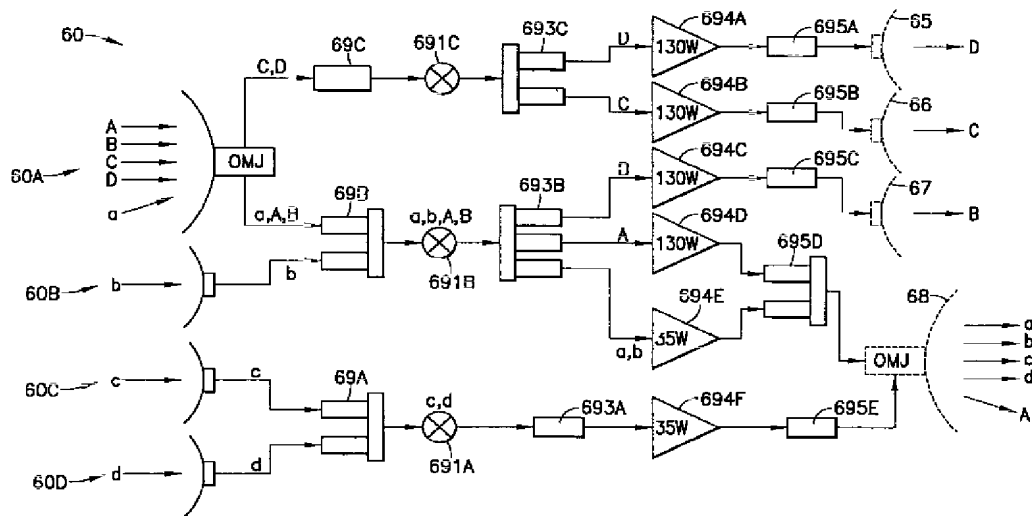 60
60A
A
B
C
D
a
OMJ
C,D
69C
691C
693C
D
C
694A
130W
695A
65
D
694B
130W
695B
66
C
a,A,B
69B
a,b,A,B
691B
693B
B
A
a,b
694C
130W
695C
67
B
694D
130W
695D
694E
35W
60B
b
b
60C
c
c
69A
c,d
691A
693A
694F
35W
695E
60D
d
d
OMJ
68
a
b
c
d
A